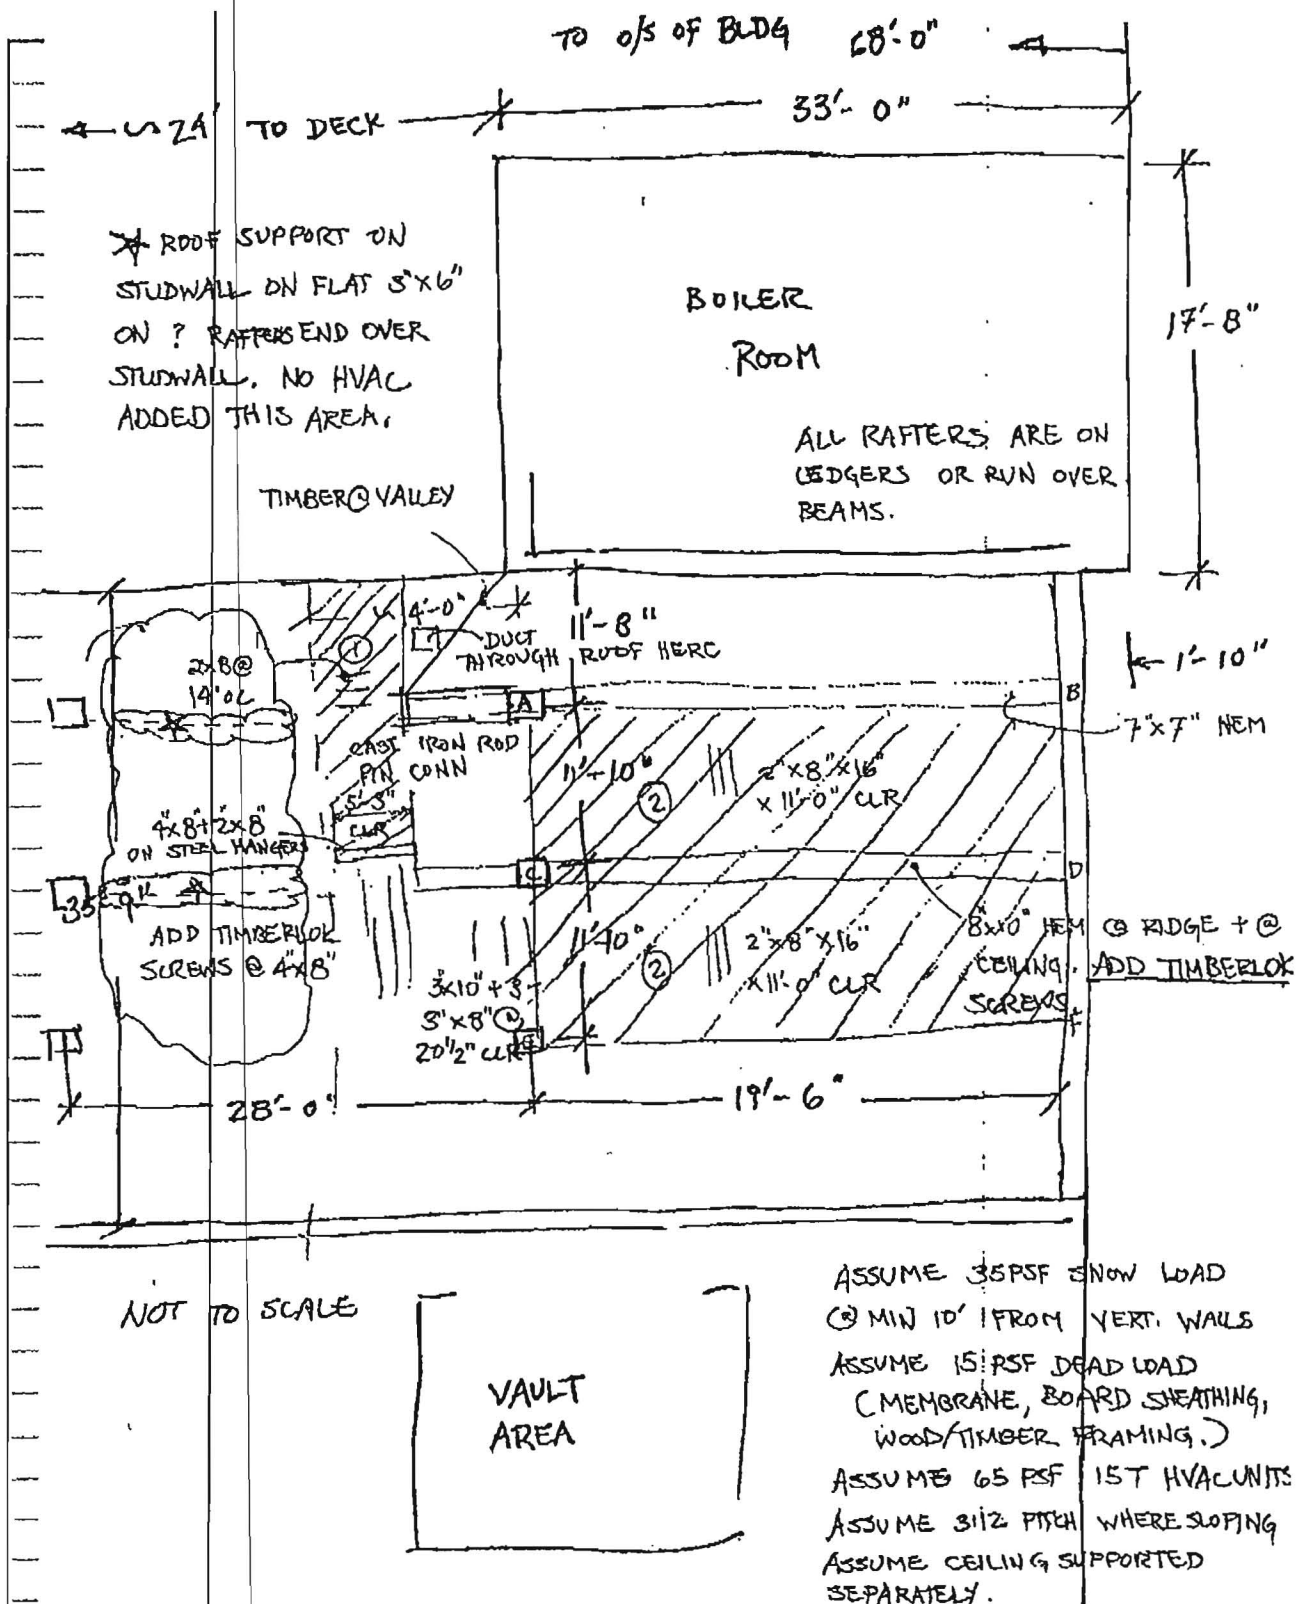 TO O/S OF BLDG 68'-0"
33'-0"
24' TO DECK
ROOF SUPPORT ON
STUDWALL ON FLAT 3"X6"
ON ? RAFTERS END OVER
STUDWALL. NO HVAC
ADDED THIS AREA.
BOILER
ROOM
17'-8"
ALL RAFTERS ARE ON
LEDGERS OR RUN OVER
BEAMS.
TIMBER@VALLEY
4'-0"
DUCT
THROUGH ROOF HERE
11'-8"
1'-10"
1
2x8@
14"OC
A
B
7"x7" HEM
CAST IRON ROD
PIN CONN
11'-10"
2
2"x8"x16"
x 11'-0" CLR
5'-3"
CLR
4"x8"+2"x8"
ON STEEL HANGERS
C
D
35'-9"
ADD TIMBERLOK
SCREWS @ 4"x8"
11'-10"
2
2"x8"x16"
x 11'-0" CLR
8"x10" HEM @ RIDGE + @
CEILING. ADD TIMBERLOK
SCREWS
3x10"+3-
3"x8"@
20 1/2" CLR
E
F
28'-0"
19'-6"
NOT TO SCALE
VAULT
AREA
ASSUME 35PSF SNOW LOAD
@ MIN 10' FROM VERT. WALLS
ASSUME 15 PSF DEAD LOAD
(MEMBRANE, BOARD SHEATHING,
WOOD/TIMBER FRAMING.)
ASSUME 65 PSF 15T HVAC UNITS
ASSUME 3:12 PITCH WHERE SLOPING
ASSUME CEILING SUPPORTED
SEPARATELY.